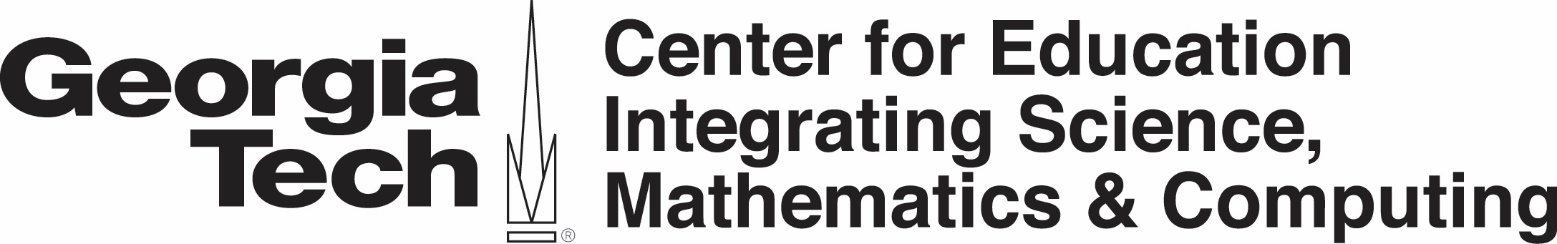 Georgia
Tech
®
Center for Education
Integrating Science,
Mathematics & Computing